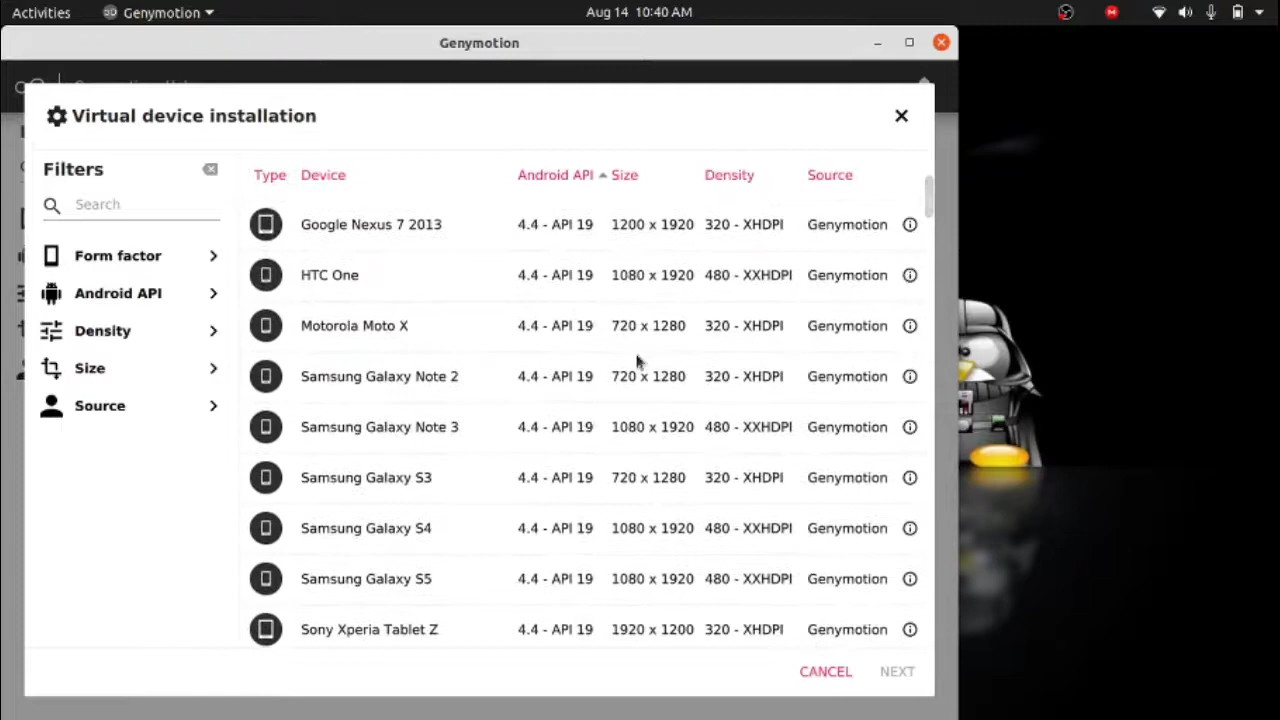 Activities Genymotion Aug 14 10:40 AM
Genymotion
Virtual device installation
Filters
Search
Form factor
Android API
Density
Size
Source
Type Device Android API Size Density Source
Google Nexus 7 2013 4.4 - API 19 1200 x 1920 320 - XHDPI Genymotion
HTC One 4.4 - API 19 1080 x 1920 480 - XXHDPI Genymotion
Motorola Moto X 4.4 - API 19 720 x 1280 320 - XHDPI Genymotion
Samsung Galaxy Note 2 4.4 - API 19 720 x 1280 320 - XHDPI Genymotion
Samsung Galaxy Note 3 4.4 - API 19 1080 x 1920 480 - XXHDPI Genymotion
Samsung Galaxy S3 4.4 - API 19 720 x 1280 320 - XHDPI Genymotion
Samsung Galaxy S4 4.4 - API 19 1080 x 1920 480 - XXHDPI Genymotion
Samsung Galaxy S5 4.4 - API 19 1080 x 1920 480 - XXHDPI Genymotion
Sony Xperia Tablet Z 4.4 - API 19 1920 x 1200 320 - XHDPI Genymotion
CANCEL NEXT